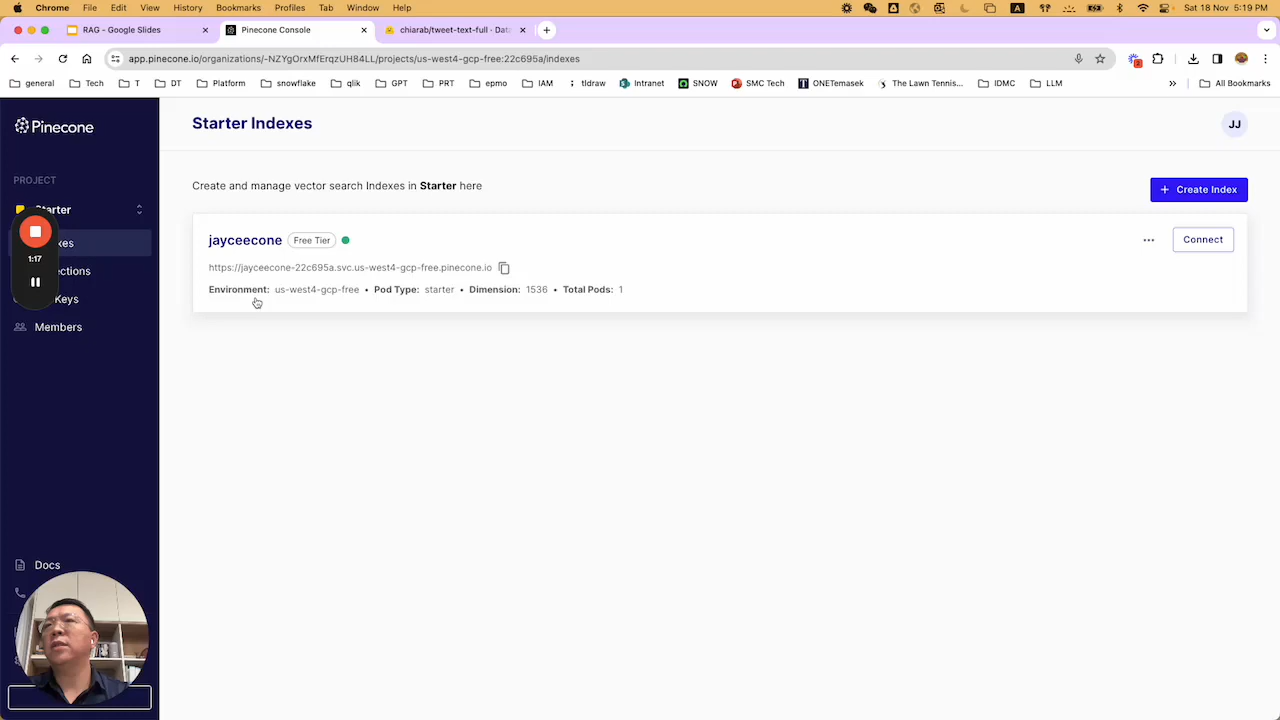 Chrome File Edit View History Bookmarks Profiles Tab Window Help
A
Sat 18 Nov 5:19 PM
RAG - Google Slides
Pinecone Console
chiarab/tweet-text-full · Data
app.pinecone.io/organizations/-NZYgOrxMfErqzUH84LL/projects/us-west4-gcp-free:22c695a/indexes
general Tech T DT Platform snowflake qlik GPT PRT epmo IAM tldraw Intranet SNOW SMC Tech ONETemasek The Lawn Tennis... IDMC LLM » All Bookmarks
Pinecone
PROJECT
Starter
1:17
Members
Docs
Starter Indexes
JJ
Create and manage vector search Indexes in Starter here
+ Create Index
jayceecone Free Tier
Connect
https://jayceecone-22c695a.svc.us-west4-gcp-free.pinecone.io
Environment: us-west4-gcp-free • Pod Type: starter • Dimension: 1536 • Total Pods: 1